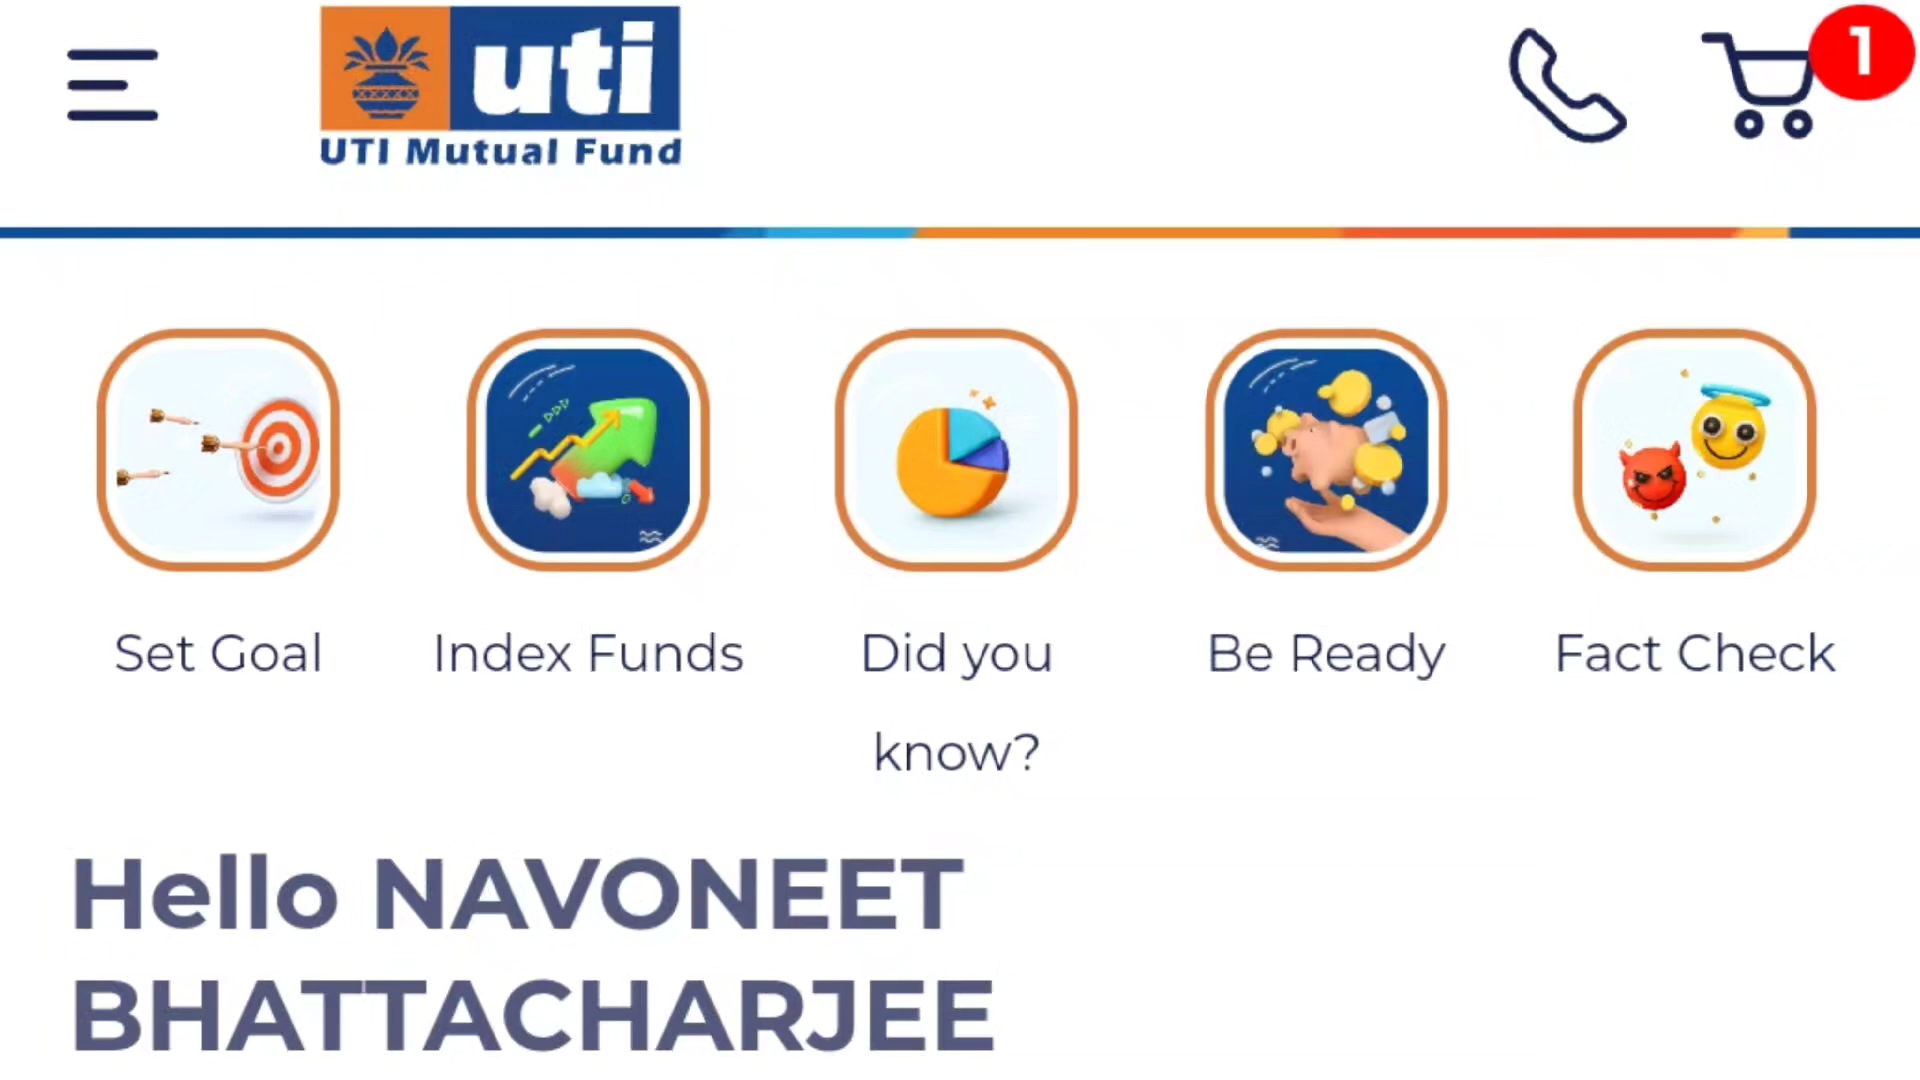 uti
UTI Mutual Fund
1
Set Goal
Index Funds
Did you
know?
Be Ready
Fact Check
Hello NAVONEET
BHATTACHARJEE